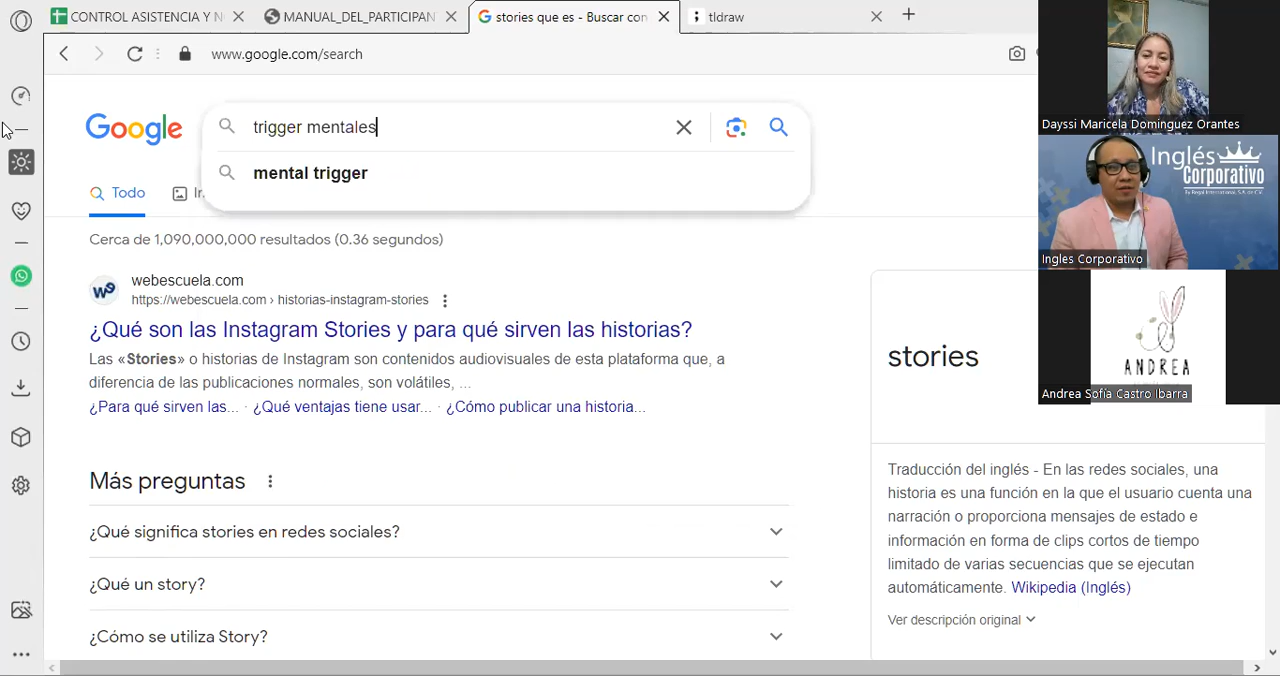 CONTROL ASISTENCIA Y N
MANUAL_DEL_PARTICIPAN
stories que es - Buscar con
tldraw
www.google.com/search
Google
trigger mentales
mental trigger
Todo
Cerca de 1,090,000,000 resultados (0.36 segundos)
webescuela.com
https://webescuela.com › historias-instagram-stories
¿Qué son las Instagram Stories y para qué sirven las historias?
Las «Stories» o historias de Instagram son contenidos audiovisuales de esta plataforma que, a
diferencia de las publicaciones normales, son volátiles, ...
¿Para qué sirven las... · ¿Qué ventajas tiene usar... · ¿Cómo publicar una historia...
Más preguntas
¿Qué significa stories en redes sociales?
¿Qué un story?
¿Cómo se utiliza Story?
stories
Traducción del inglés - En las redes sociales, una
historia es una función en la que el usuario cuenta una
narración o proporciona mensajes de estado e
información en forma de clips cortos de tiempo
limitado de varias secuencias que se ejecutan
automáticamente. Wikipedia (Inglés)
Ver descripción original
Dayssi Maricela Dominguez Orantes
Inglés
Corporativo
By Regal International, S.A. de C.V.
Ingles Corporativo
ANDREA
Andrea Sofía Castro Ibarra